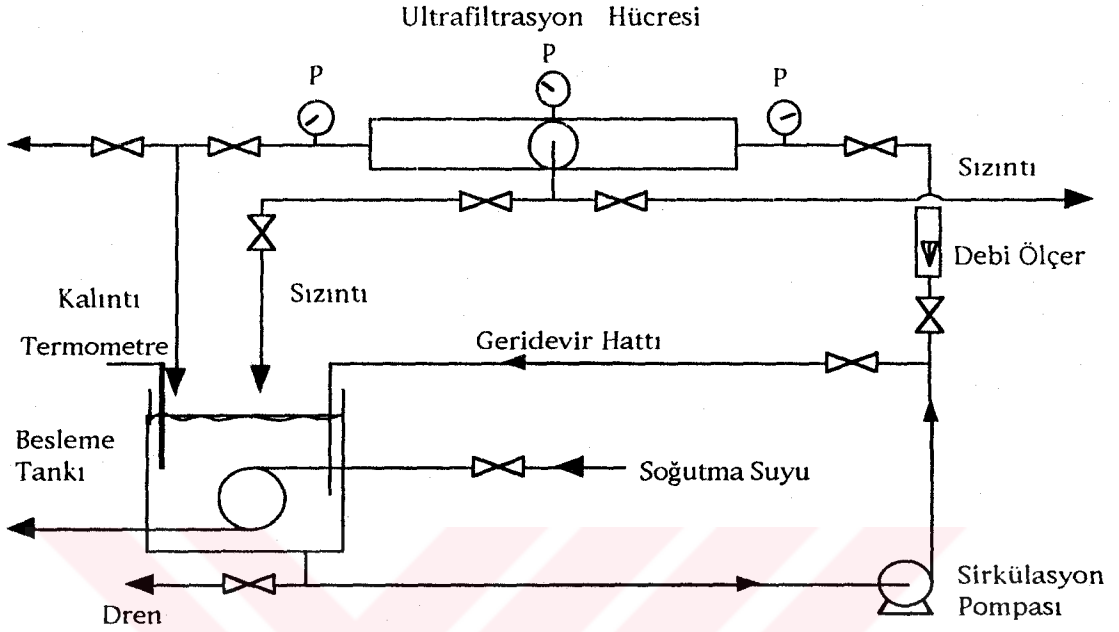 Ultrafiltrasyon Hücresi
P
P
P
Sızıntı
Debi Ölçer
Kalıntı
Sızıntı
Termometre
Geridevir Hattı
Besleme
Tankı
Soğutma Suyu
Dren
Sirkülasyon
Pompası